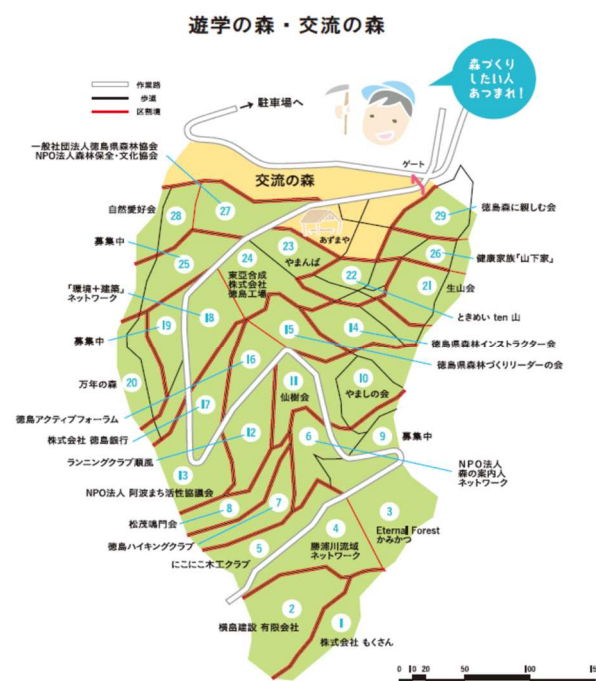 遊学の森・交流の森
森づくり
したい人
あつまれ！
作業路
歩道
区割境
→ 駐車場へ
ゲート
一般社団法人徳島県森林協会
NPO法人森林保全・文化協会
交流の森
自然愛好会
28
27
29
徳島森に親しむ会
あずまや
募集中
25
24
東亞合成
株式会社
徳島工場
23
やまんば
26
健康家族「山下家」
22
21
生山会
「環境＋建築」
ネットワーク
ときめい ten 山
19
18
15
14
徳島県森林インストラクター会
募集中
徳島県森林づくりリーダーの会
16
万年の森
20
11
仙樹会
10
やましの会
徳島アクティブフォーラム
17
株式会社 徳島銀行
12
6
9
募集中
ランニングクラブ順風
13
NPO法人
森の案内人
ネットワーク
NPO法人 阿波まち活性協議会
8
7
3
松茂鳴門会
4
Eternal Forest
かみかつ
徳島ハイキングクラブ
5
勝浦川流域
ネットワーク
にこにこ木工クラブ
2
横畠建設 有限会社
1
株式会社 もくさん
0 10 20 50 100